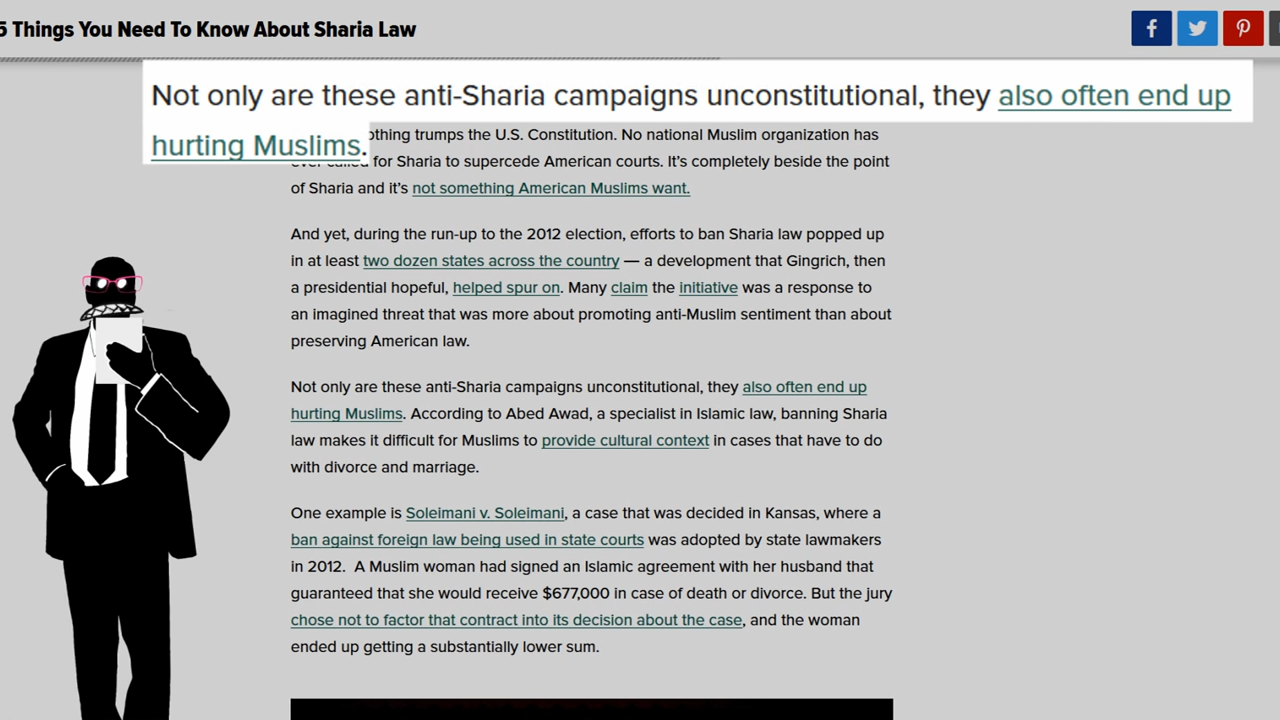 5 Things You Need To Know About Sharia Law
Not only are these anti-Sharia campaigns unconstitutional, they also often end up
hurting Muslims.
trumps the U.S. Constitution. No national Muslim organization has
for Sharia to supercede American courts. It’s completely beside the point
of Sharia and it’s not something American Muslims want.
And yet, during the run-up to the 2012 election, efforts to ban Sharia law popped up
in at least two dozen states across the country — a development that Gingrich, then
a presidential hopeful, helped spur on. Many claim the initiative was a response to
an imagined threat that was more about promoting anti-Muslim sentiment than about
preserving American law.
Not only are these anti-Sharia campaigns unconstitutional, they also often end up
hurting Muslims. According to Abed Awad, a specialist in Islamic law, banning Sharia
law makes it difficult for Muslims to provide cultural context in cases that have to do
with divorce and marriage.
One example is Soleimani v. Soleimani, a case that was decided in Kansas, where a
ban against foreign law being used in state courts was adopted by state lawmakers
in 2012. A Muslim woman had signed an Islamic agreement with her husband that
guaranteed that she would receive $677,000 in case of death or divorce. But the jury
chose not to factor that contract into its decision about the case, and the woman
ended up getting a substantially lower sum.